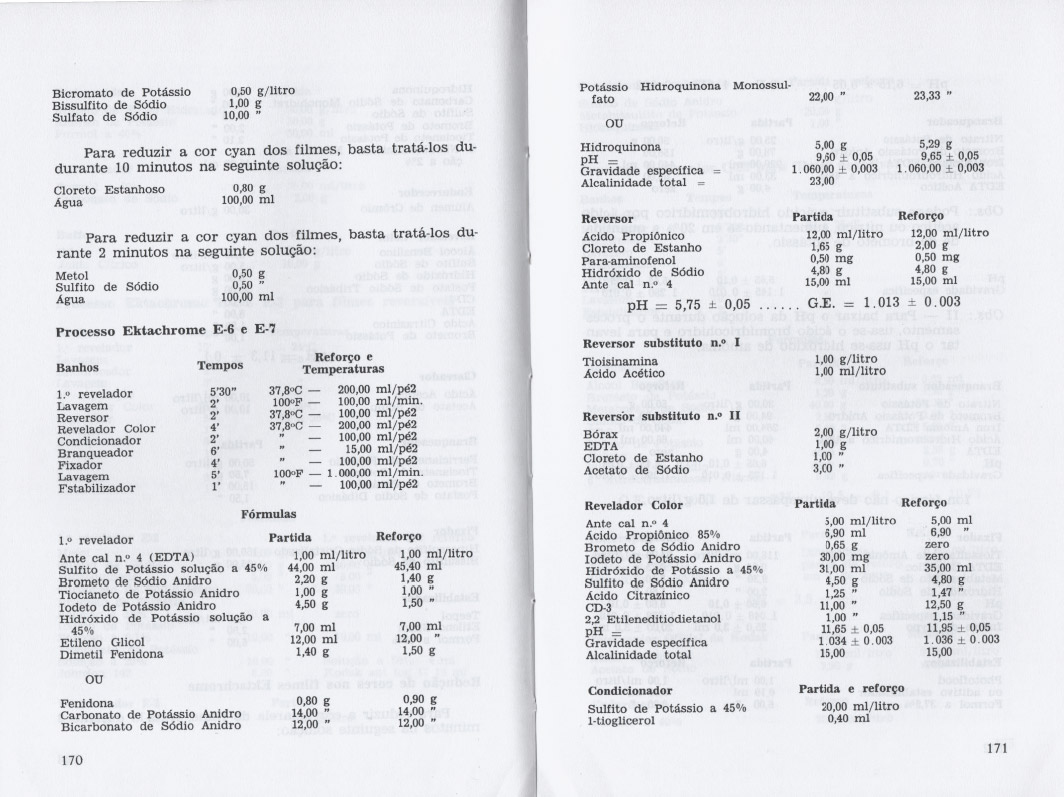 Bicromato de Potássio 0,50 g/litro
Bissulfito de Sódio 1,00 g
Sulfato de Sódio 10,00 "
Para reduzir a cor cyan dos filmes, basta tratá-los du-
durante 10 minutos na seguinte solução:
Cloreto Estanhoso 0,80 g
Água 100,00 ml
Para reduzir a cor cyan dos filmes, basta tratá-los du-
rante 2 minutos na seguinte solução:
Metol 0,50 g
Sulfito de Sódio 0,50 "
Água 100,00 ml
Processo Ektachrome E-6 e E-7
Banhos Tempos Reforço e
Temperaturas
1.º revelador 5'30" 37,8ºC — 200,00 ml/pé2
Lavagem 2' 100ºF — 100,00 ml/min.
Reversor 2' 37,8ºC — 100,00 ml/pé2
Revelador Color 4' 37,8ºC — 200,00 ml/pé2
Condicionador 2' " — 100,00 ml/pé2
Branqueador 6' " — 15,00 ml/pé2
Fixador 4' " — 100,00 ml/pé2
Lavagem 5' 100ºF — 1.000,00 ml/min.
Estabilizador 1' " — 100,00 ml/pé2
Fórmulas
1.º revelador Partida Reforço
Ante cal n.º 4 (EDTA) 1,00 ml/litro 1,00 ml/litro
Sulfito de Potássio solução a 45% 44,00 ml 45,40 ml
Brometo de Sódio Anidro 2,20 g 1,40 g
Tiocianeto de Potássio Anidro 1,00 g 1,00 "
Iodeto de Potássio Anidro 4,50 g 1,50 "
Hidróxido de Potássio solução a
45% 7,00 ml 7,00 ml
Etileno Glicol 12,00 ml 12,00 "
Dimetil Fenidona 1,40 g 1,50 g
OU
Fenidona 0,80 g 0,90 g
Carbonato de Potássio Anidro 14,00 " 14,00 "
Bicarbonato de Sódio Anidro 12,00 " 12,00 "
170
Potássio Hidroquinona Monossul-
fato 22,00 " 23,33 "
OU
Hidroquinona 5,00 g 5,29 g
pH = 9,60 ± 0,05 9,65 ± 0,05
Gravidade específica = 1.060,00 ± 0,003 1.060,00 ± 0,003
Alcalinidade total = 23,00
Reversor Partida Reforço
Ácido Propiônico 12,00 ml/litro 12,00 ml/litro
Cloreto de Estanho 1,65 g 2,00 g
Para-aminofenol 0,50 mg 0,50 mg
Hidróxido de Sódio 4,80 g 4,80 g
Ante cal n.º 4 15,00 ml 15,00 ml
pH = 5,75 ± 0,05 ...... G.E. = 1.013 ± 0.003
Reversor substituto n.º I
Tioisinamina 1,00 g/litro
Ácido Acético 1,00 ml/litro
Reversor substituto n.º II
Bórax 2,00 g/litro
EDTA 1,00 g
Cloreto de Estanho 1,00 "
Acetato de Sódio 3,00 "
Revelador Color Partida Reforço
Ante cal n.º 4 5,00 ml/litro 5,00 ml
Ácido Propiônico 85% 6,90 ml 6,90 "
Brometo de Sódio Anidro 0,65 g zero
Iodeto de Potássio Anidro 30,00 mg zero
Hidróxido de Potássio a 45% 31,00 ml 35,00 ml
Sulfito de Sódio Anidro 4,50 g 4,80 g
Ácido Citrazínico 1,25 " 1,47 "
CD-3 11,00 " 12,50 g
2,2 Etileneditiodietanol 1,00 " 1,15 "
pH = 11,65 ± 0,05 11,95 ± 0,05
Gravidade específica 1.034 ± 0.003 1.036 ± 0.003
Alcalinidade total 15,00 15,00
Condicionador Partida e reforço
Sulfito de Potássio a 45% 20,00 ml/litro
1-tioglicerol 0,40 ml
171